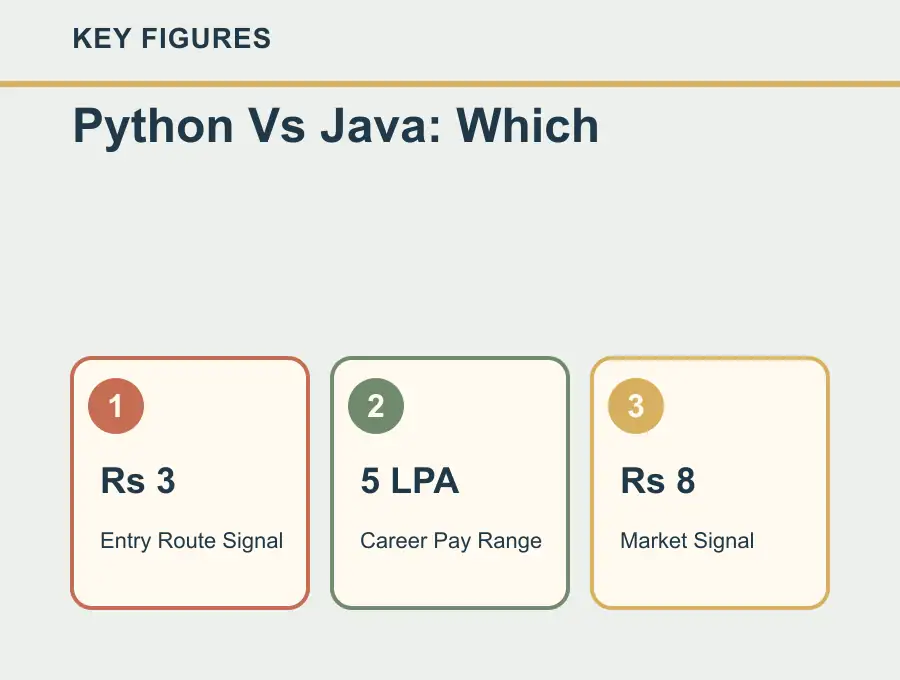 KEY FIGURES
Python Vs Java: Which
1
Rs 3
Entry Route Signal
2
5 LPA
Career Pay Range
3
Rs 8
Market Signal